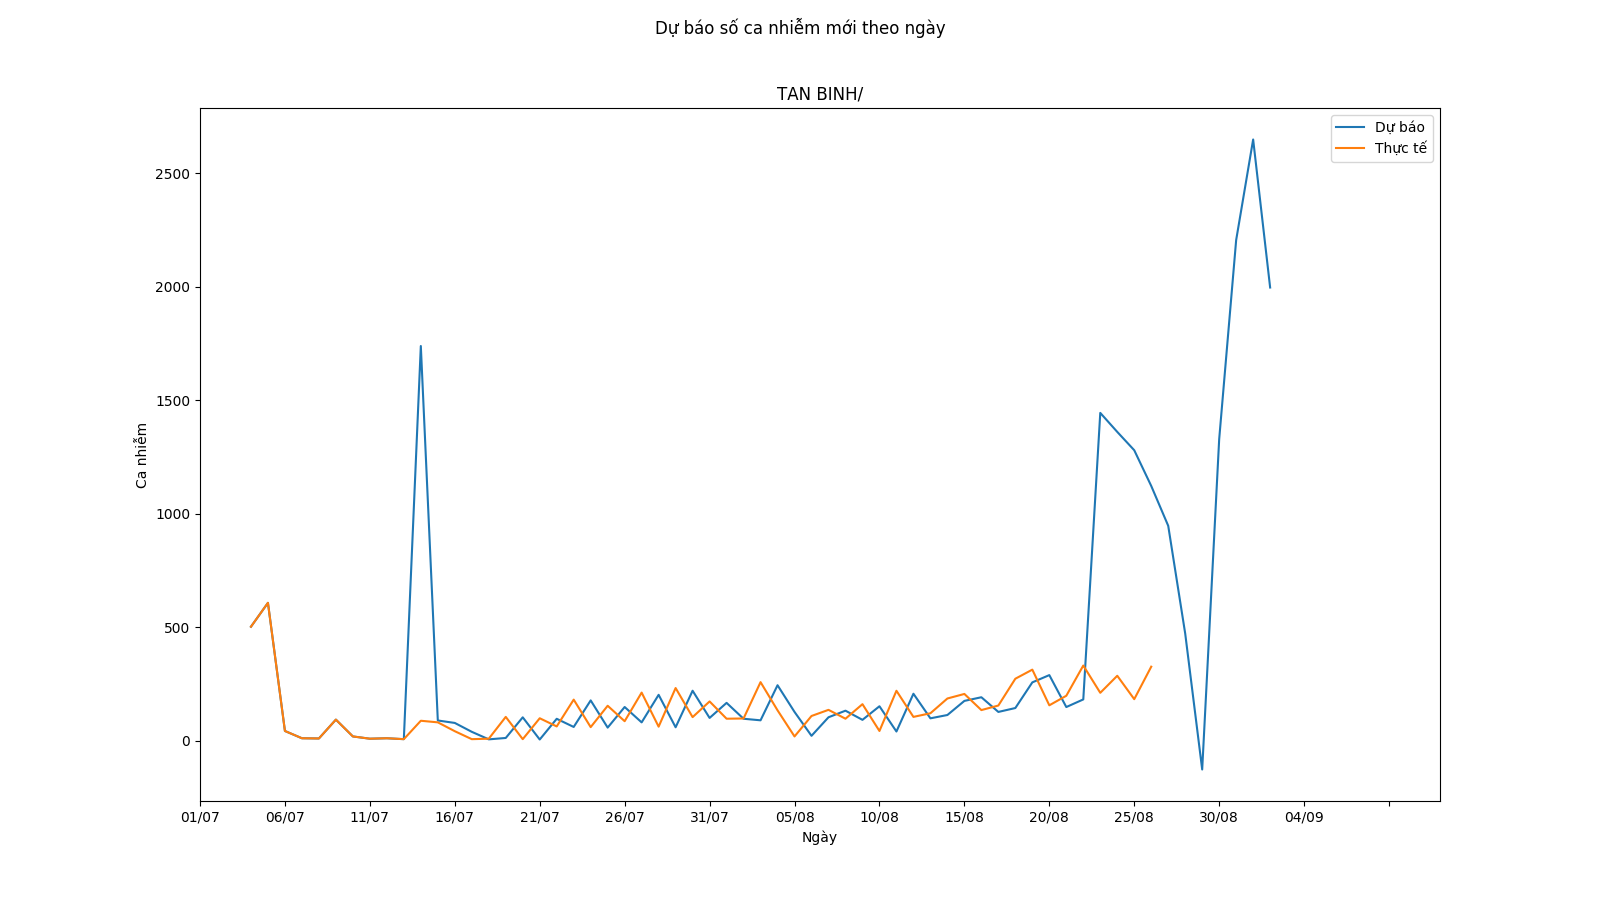 Dự báo số ca nhiễm mới theo ngày
TAN BINH/
Dự báo
Thực tế
2500
2000
1500
1000
500
0
Ca nhiễm
01/07 06/07 11/07 16/07 21/07 26/07 31/07 05/08 10/08 15/08 20/08 25/08 30/08 04/09
Ngày